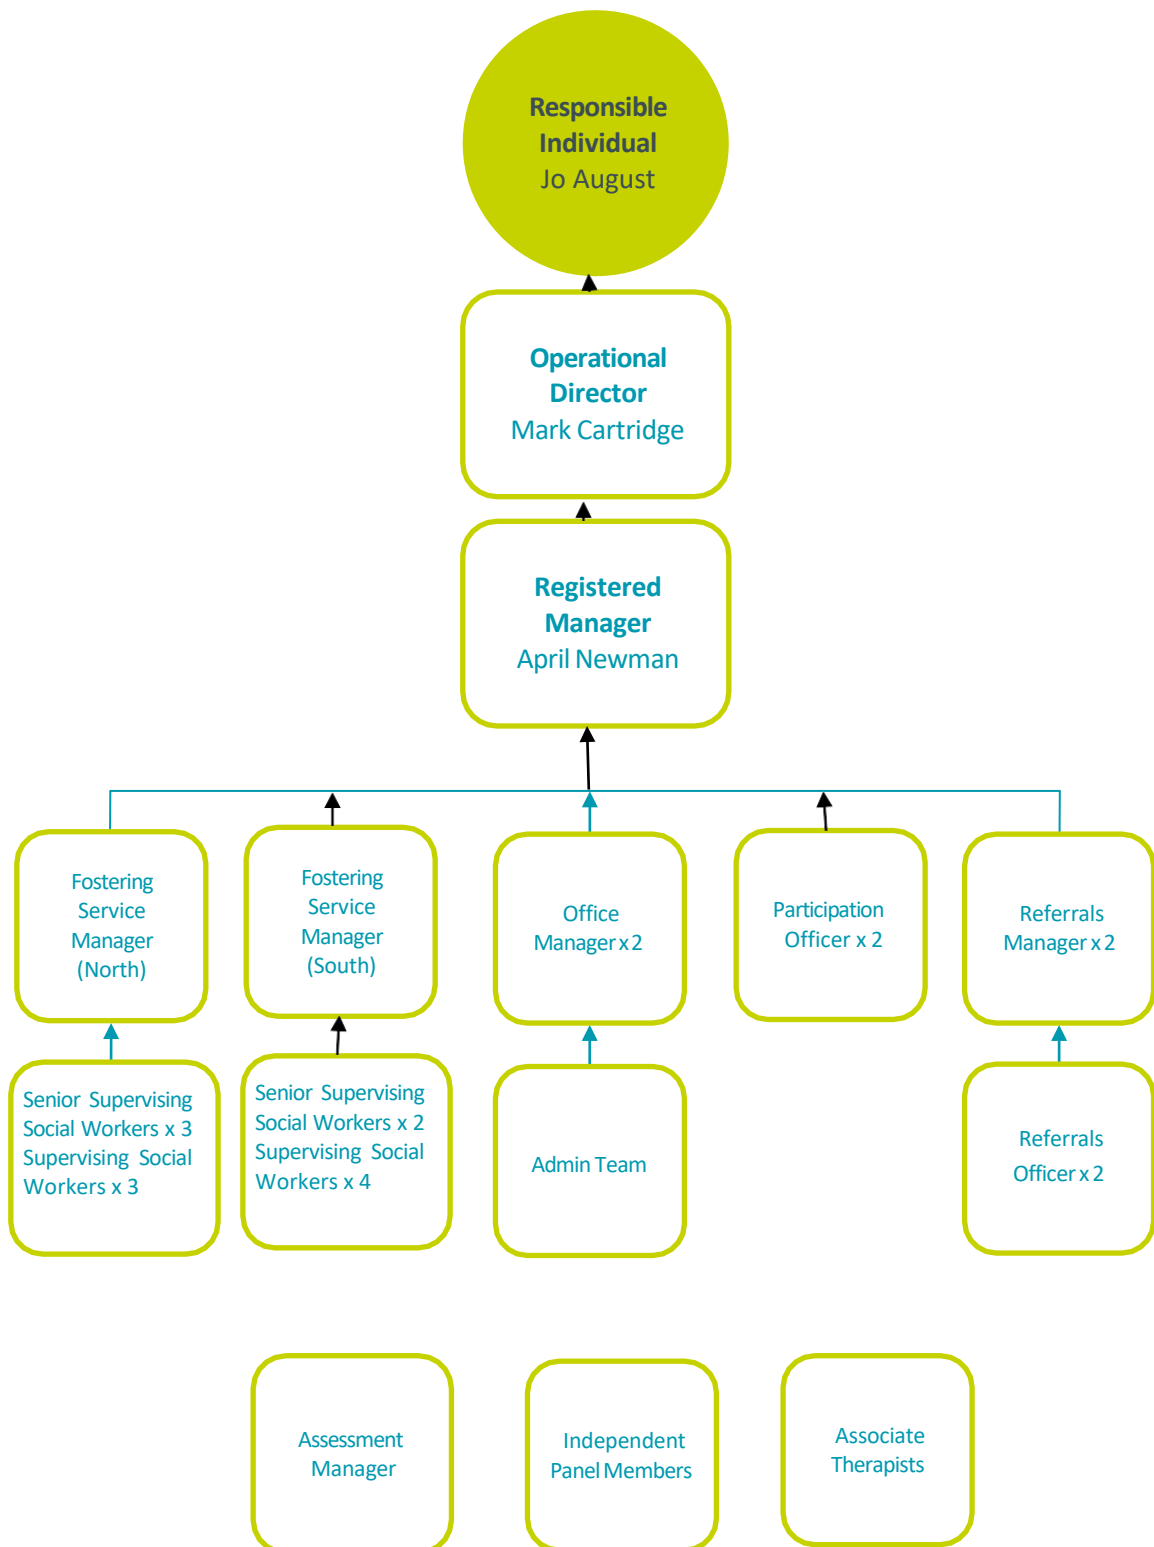 Responsible
Individual
Jo August
Operational
Director
Mark Cartridge
Registered
Manager
April Newman
Fostering
Service
Manager
(North)
Fostering
Service
Manager
(South)
Office
Manager x 2
Participation
Officer x 2
Referrals
Manager x 2
Senior Supervising
Social Workers x 3
Supervising Social
Workers x 3
Senior Supervising
Social Workers x 2
Supervising Social
Workers x 4
Admin Team
Referrals
Officer x 2
Assessment
Manager
Independent
Panel Members
Associate
Therapists